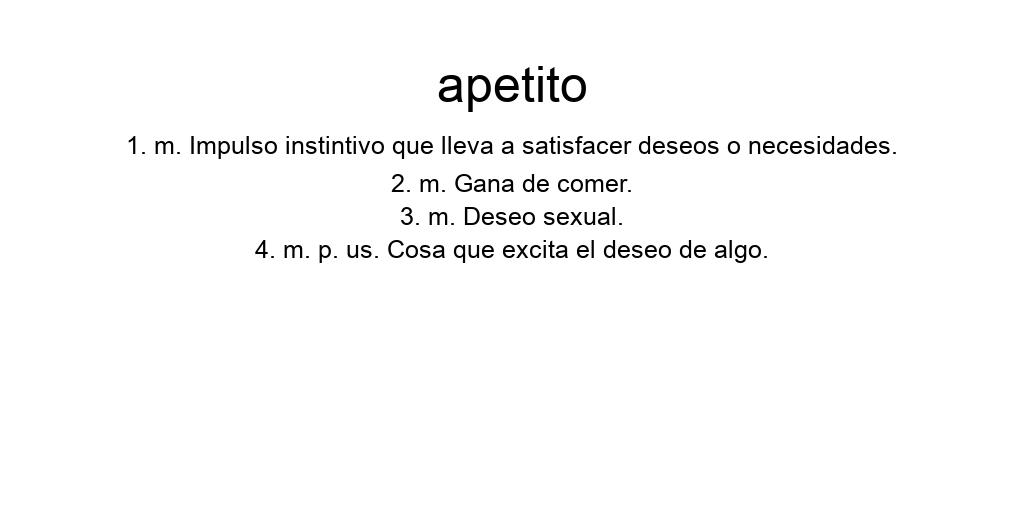 apetito
1. m. Impulso instintivo que lleva a satisfacer deseos o necesidades.
2. m. Gana de comer.
3. m. Deseo sexual.
4. m. p. us. Cosa que excita el deseo de algo.